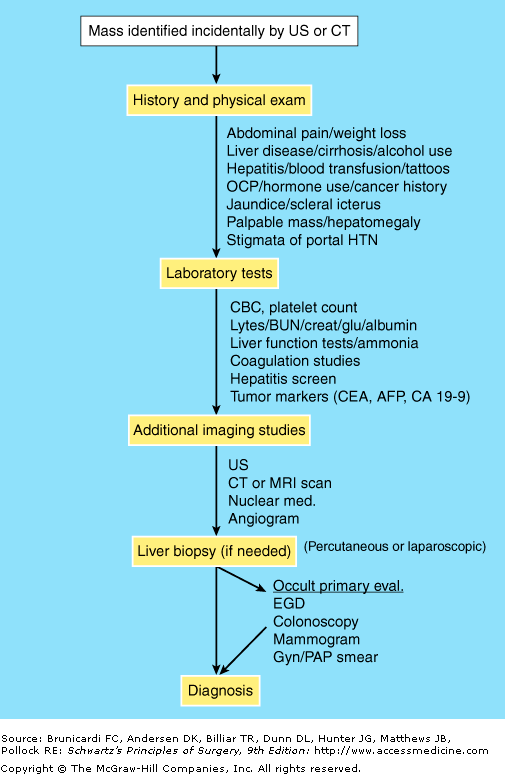 Mass identified incidentally by US or CT
History and physical exam
Abdominal pain/weight loss
Liver disease/cirrhosis/alcohol use
Hepatitis/blood transfusion/tattoos
OCP/hormone use/cancer history
Jaundice/scleral icterus
Palpable mass/hepatomegaly
Stigmata of portal HTN
Laboratory tests
CBC, platelet count
Lytes/BUN/creat/glu/albumin
Liver function tests/ammonia
Coagulation studies
Hepatitis screen
Tumor markers (CEA, AFP, CA 19-9)
Additional imaging studies
US
CT or MRI scan
Nuclear med.
Angiogram
Liver biopsy (if needed)
(Percutaneous or laparoscopic)
Occult primary eval.
EGD
Colonoscopy
Mammogram
Gyn/PAP smear
Diagnosis
Source: Brunicardi FC, Andersen DK, Billiar TR, Dunn DL, Hunter JG, Matthews JB,
Pollock RE: Schwartz's Principles of Surgery, 9th Edition: http://www.accessmedicine.com
Copyright © The McGraw-Hill Companies, Inc. All rights reserved.